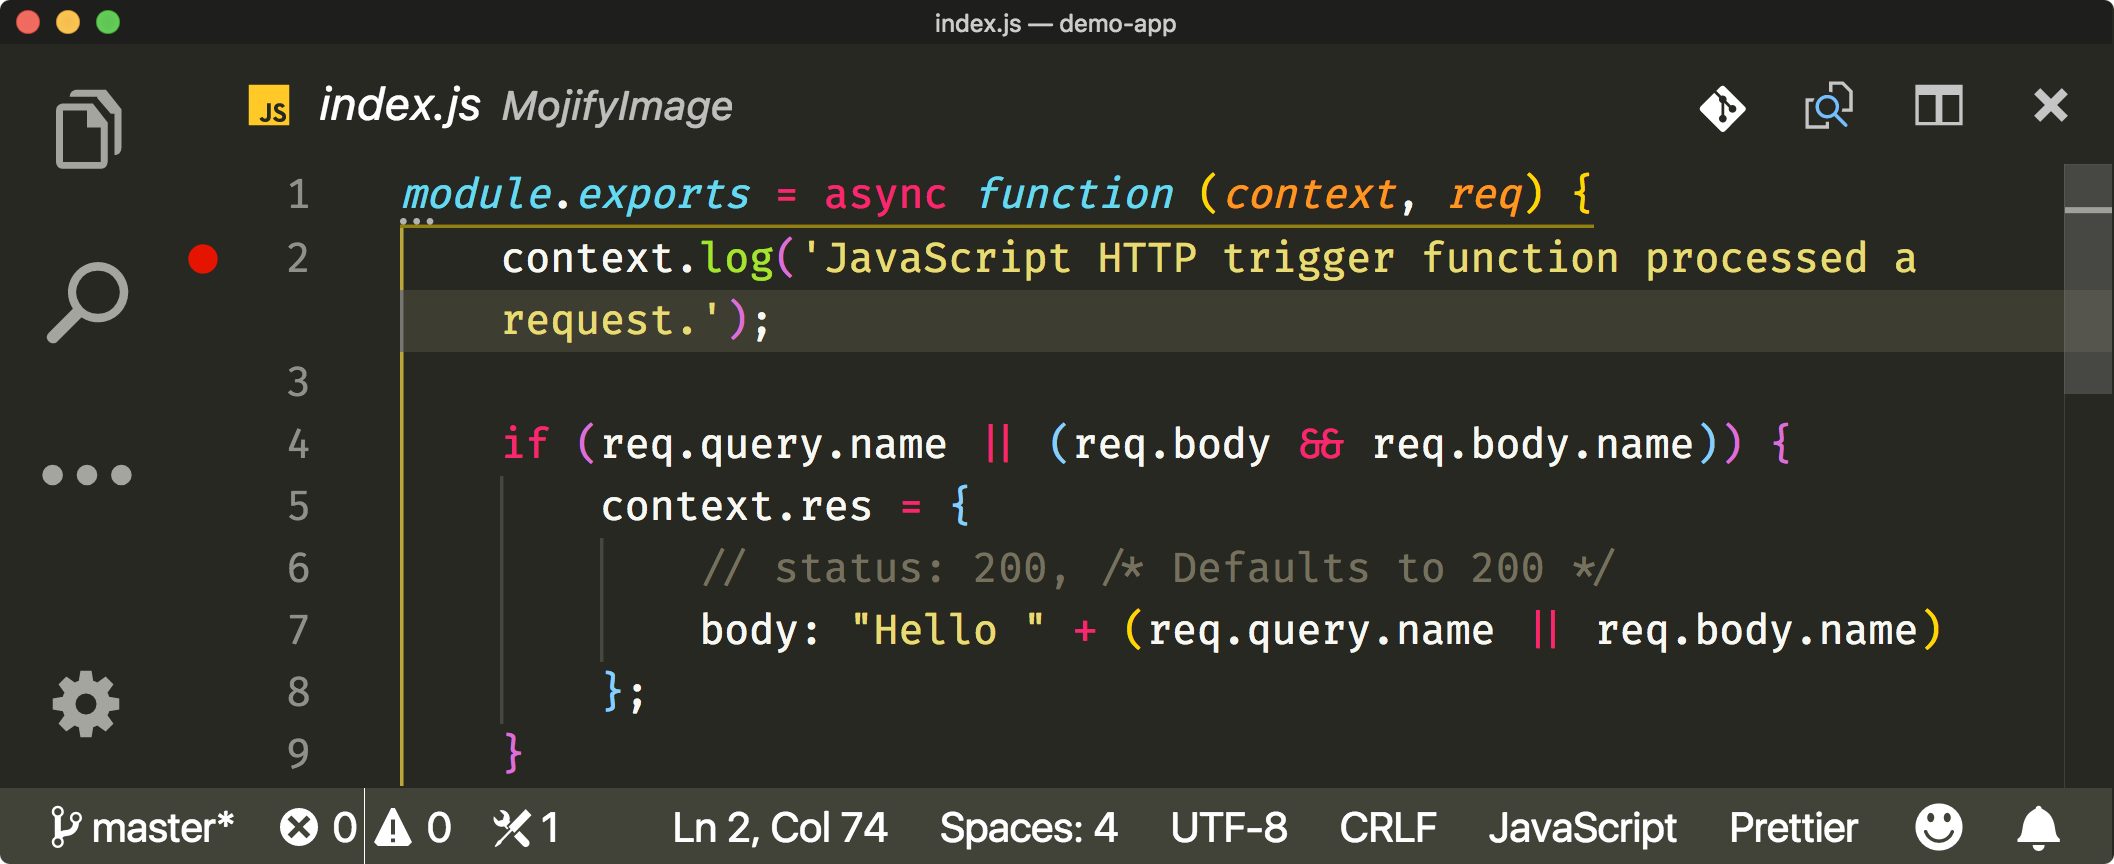 index.js — demo-app
JS index.js MojifyImage
1 module.exports = async function (context, req) {
2 context.log('JavaScript HTTP trigger function processed a
request.');
3
4 if (req.query.name || (req.body && req.body.name)) {
5 context.res = {
6 // status: 200, /* Defaults to 200 */
7 body: "Hello " + (req.query.name || req.body.name)
8 };
9 }
master* 0 0 1 Ln 2, Col 74 Spaces: 4 UTF-8 CRLF JavaScript Prettier